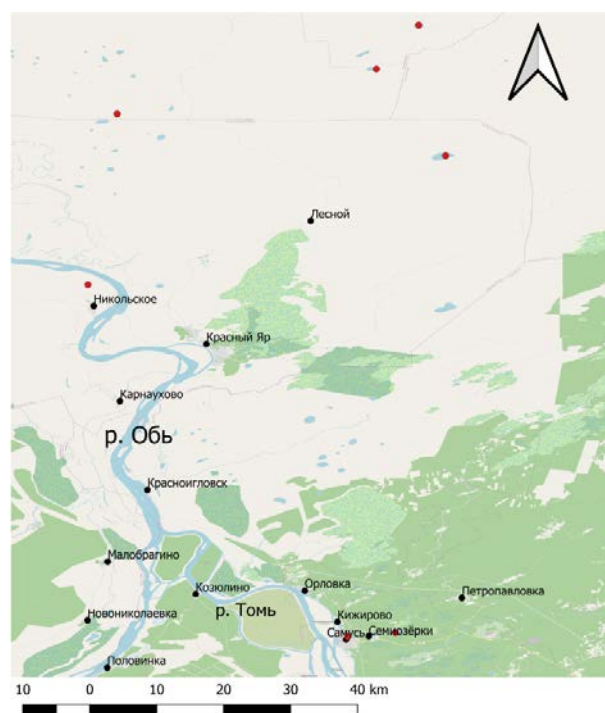 Лесной
Никольское
Красный Яр
Карнаухово
р. Обь
Красноигловск
Малобрагино
Козюлино
Орловка
Петропавловка
р. Томь
Новониколаевка
Кижирово
Самусь
Семиозёрки
Половинка
10 0 10 20 30 40 km